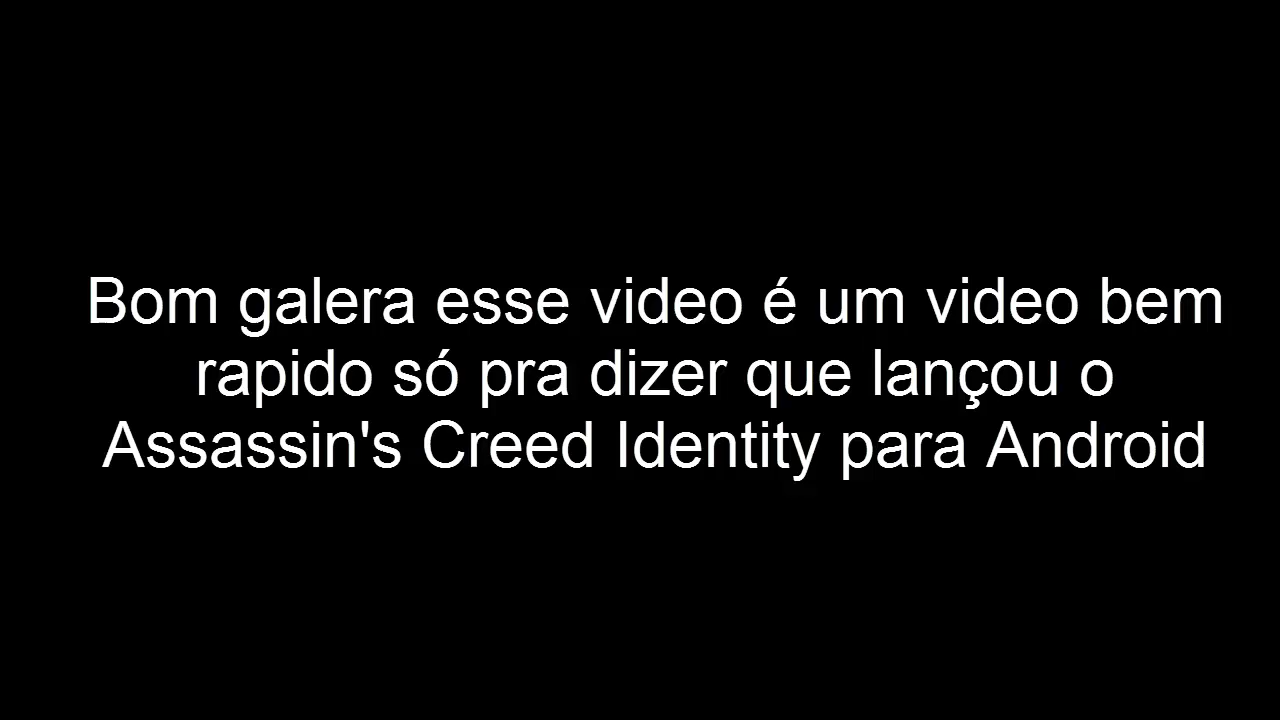 Bom galera esse video é um video bem
rapido só pra dizer que lançou o
Assassin's Creed Identity para Android